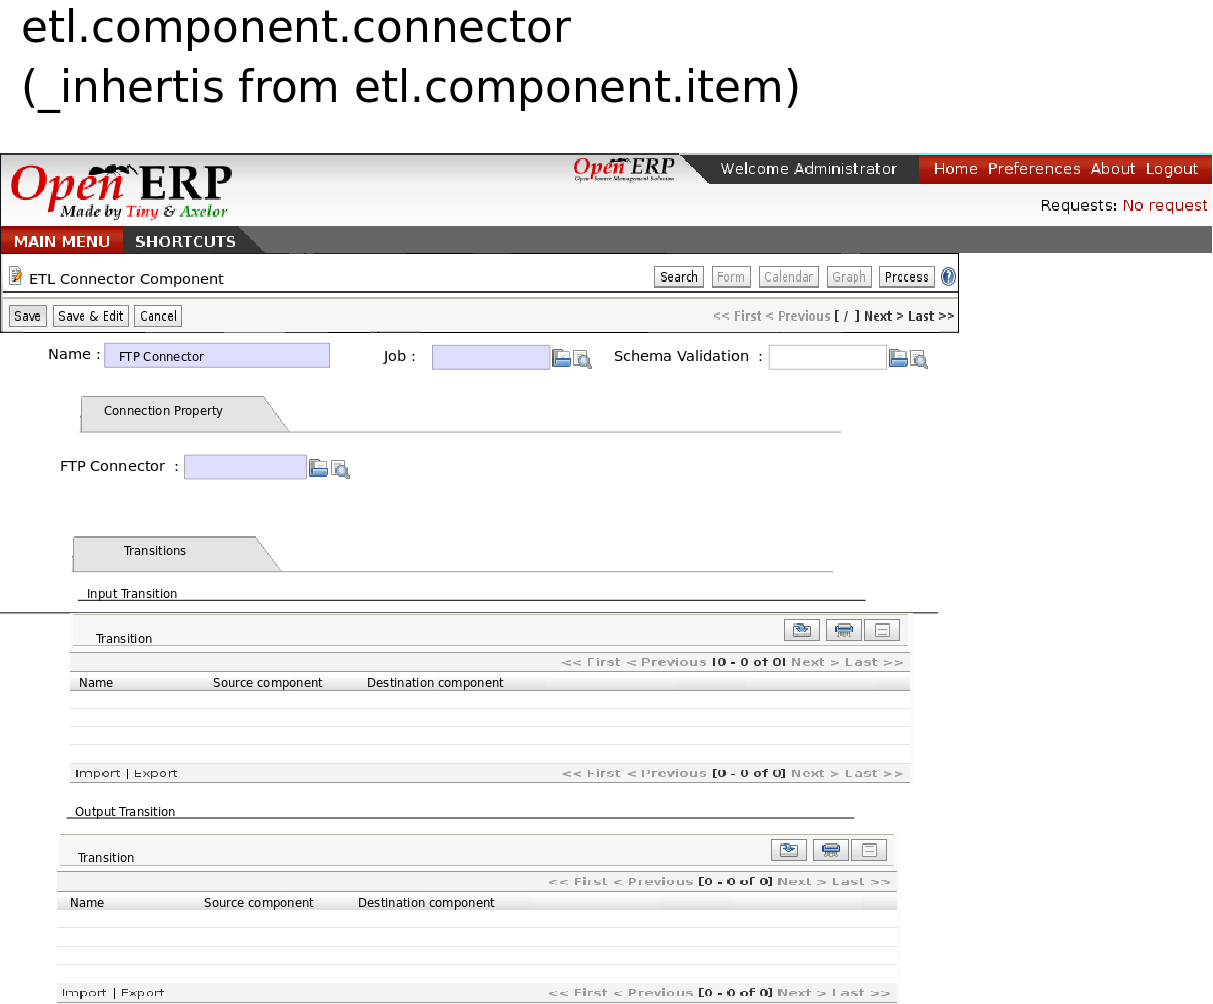 etl.component.connector
(_inhertis from etl.component.item)
Open ERP
Made by Tiny & Axelor
Open ERP
Open Source Management Solution
Welcome Administrator
Home Preferences About Logout
Requests: No request
MAIN MENU SHORTCUTS
ETL Connector Component
Search Form Calendar Graph Process
Save Save & Edit Cancel
<< First < Previous [ / ] Next > Last >>
Name : FTP Connector Job : Schema Validation :
Connection Property
FTP Connector :
Transitions
Input Transition
Transition
<< First < Previous [0 - 0 of 0] Next > Last >>
Name Source component Destination component
Import | Export << First < Previous [0 - 0 of 0] Next > Last >>
Output Transition
Transition
<< First < Previous [0 - 0 of 0] Next > Last >>
Name Source component Destination component
Import | Export << First < Previous [0 - 0 of 0] Next > Last >>